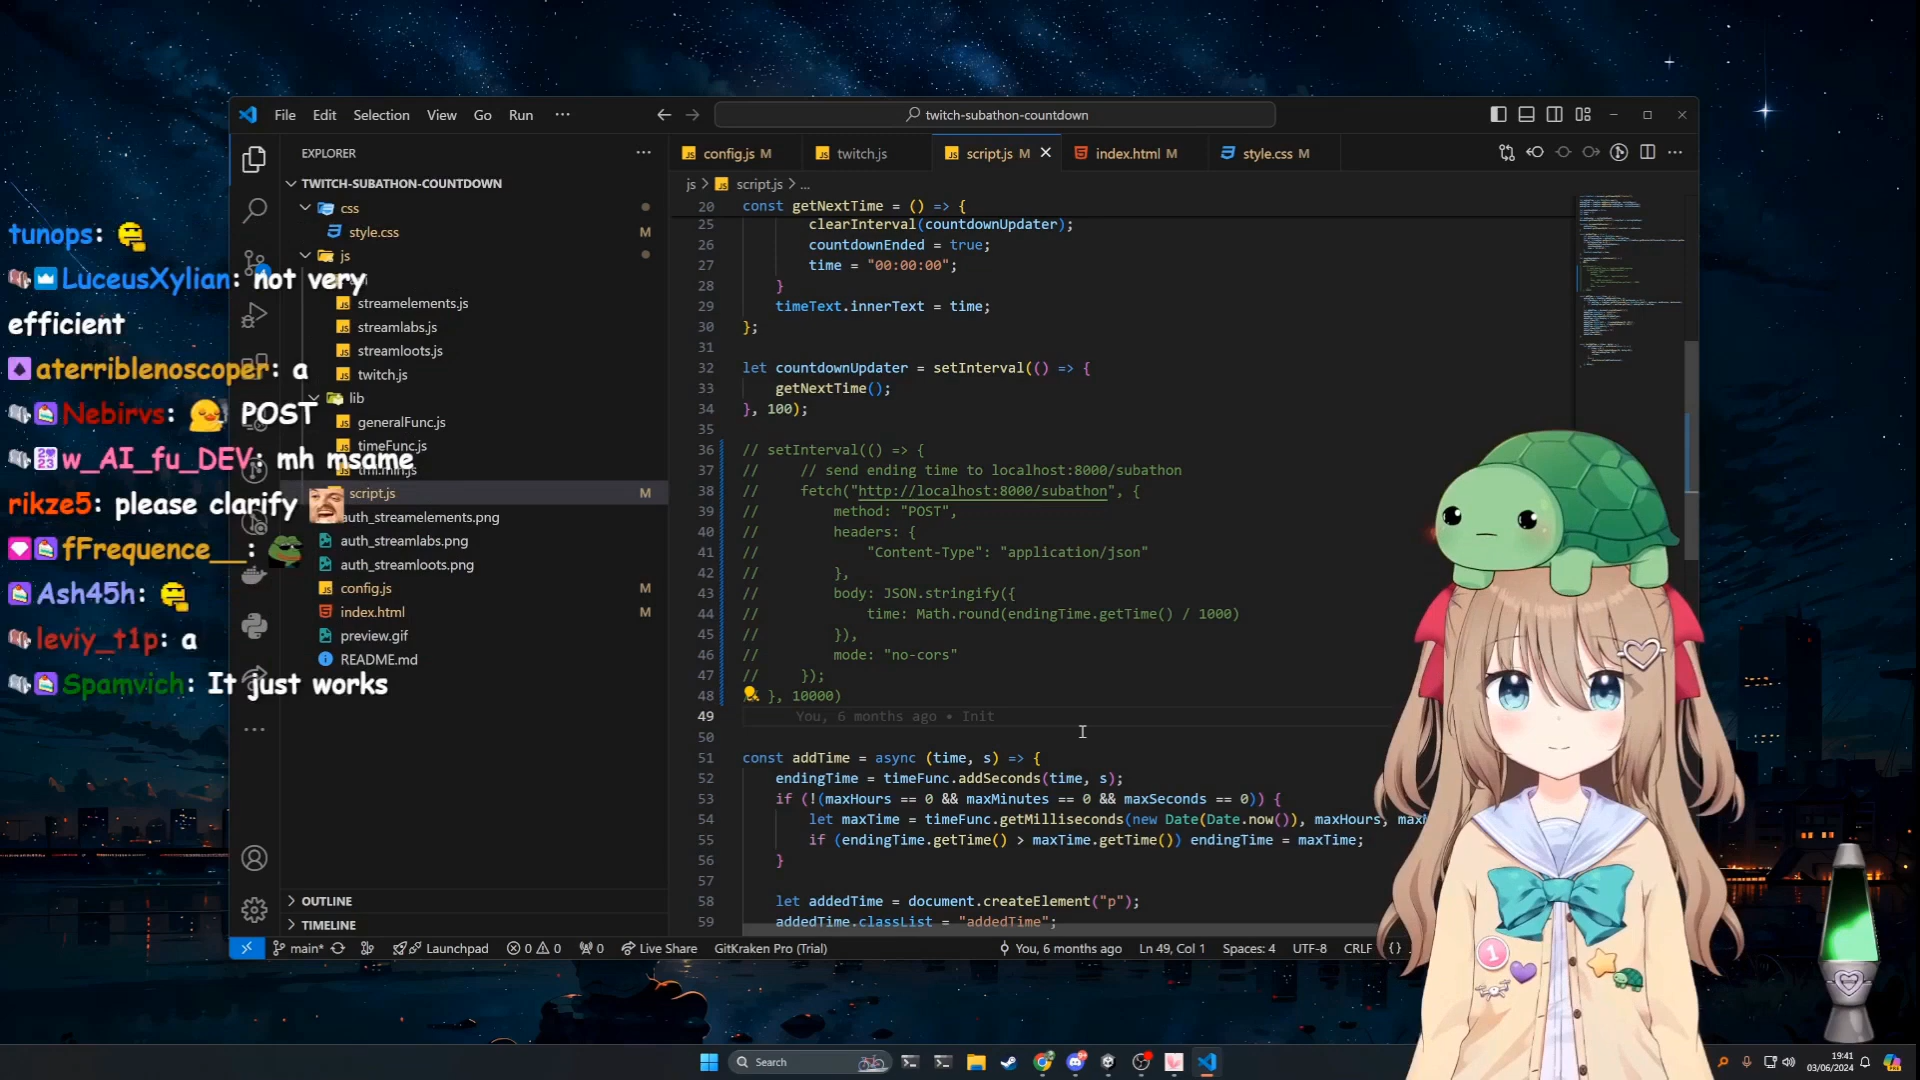 File Edit Selection View Go Run ···
twitch-subathon-countdown
EXPLORER
TWITCH-SUBATHON-COUNTDOWN
css
style.css M
js
streamelements.js
streamlabs.js
streamloots.js
twitch.js
lib
generalFunc.js
timeFunc.js
tmi.min.js
script.js M
auth_streamelements.png
auth_streamlabs.png
auth_streamloots.png
config.js M
index.html M
preview.gif
README.md
OUTLINE
TIMELINE
tunops:
LuceusXylian: not very
efficient
aterriblenoscoper: a
Nebirvs: POST
w_AI_fu_DEV: mh msame
rikze5: please clarify
fFrequence__:
Ash45h:
leviy_t1p: a
Spamvich: It just works
config.js M twitch.js script.js M index.html M style.css M
js > script.js > ...
20 const getNextTime = () => {
25 clearInterval(countdownUpdater);
26 countdownEnded = true;
27 time = "00:00:00";
28 }
29 timeText.innerText = time;
30 };
31
32 let countdownUpdater = setInterval(() => {
33 getNextTime();
34 }, 100);
35
36 // setInterval(() => {
37 // // send ending time to localhost:8000/subathon
38 // fetch("http://localhost:8000/subathon", {
39 // method: "POST",
40 // headers: {
41 // "Content-Type": "application/json"
42 // },
43 // body: JSON.stringify({
44 // time: Math.round(endingTime.getTime() / 1000)
45 // }),
46 // mode: "no-cors"
47 // });
48 }, 10000)
49 You, 6 months ago • Init
50
51 const addTime = async (time, s) => {
52 endingTime = timeFunc.addSeconds(time, s);
53 if (!(maxHours == 0 && maxMinutes == 0 && maxSeconds == 0)) {
54 let maxTime = timeFunc.getMilliseconds(new Date(Date.now()), maxHours,
55 if (endingTime.getTime() > maxTime.getTime()) endingTime = maxTime;
56 }
57
58 let addedTime = document.createElement("p");
59 addedTime.classList = "addedTime";
main* Launchpad 0 0 0 Live Share GitKraken Pro (Trial) You, 6 months ago Ln 49, Col 1 Spaces: 4 UTF-8 CRLF {}
1
Search
19:41
03/06/2024